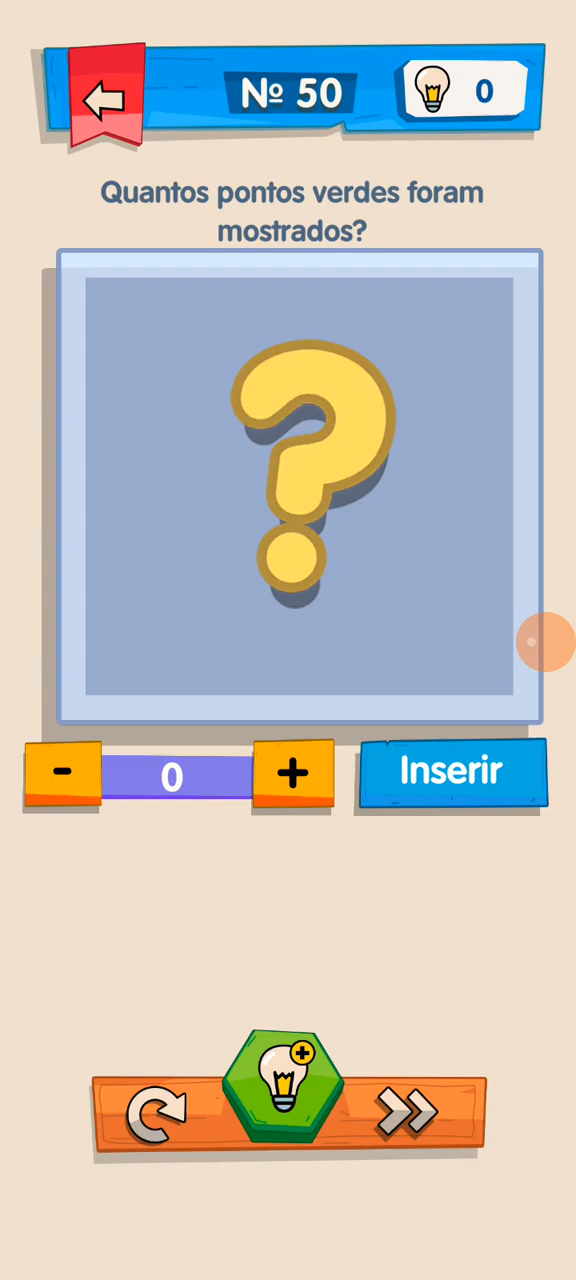 Nº 50
0
Quantos pontos verdes foram
mostrados?
- 0 +
Inserir